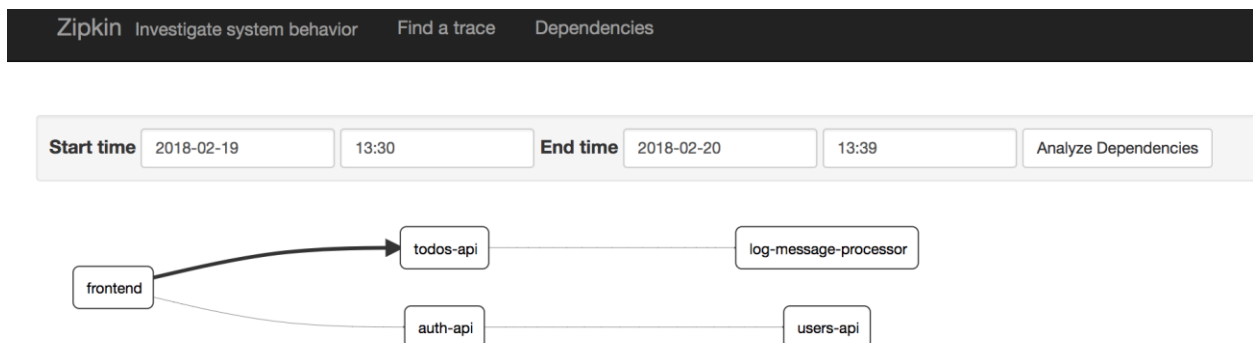 Zipkin Investigate system behavior Find a trace Dependencies
Start time 2018-02-19 13:30 End time 2018-02-20 13:39 Analyze Dependencies
todos-api log-message-processor
frontend
auth-api users-api